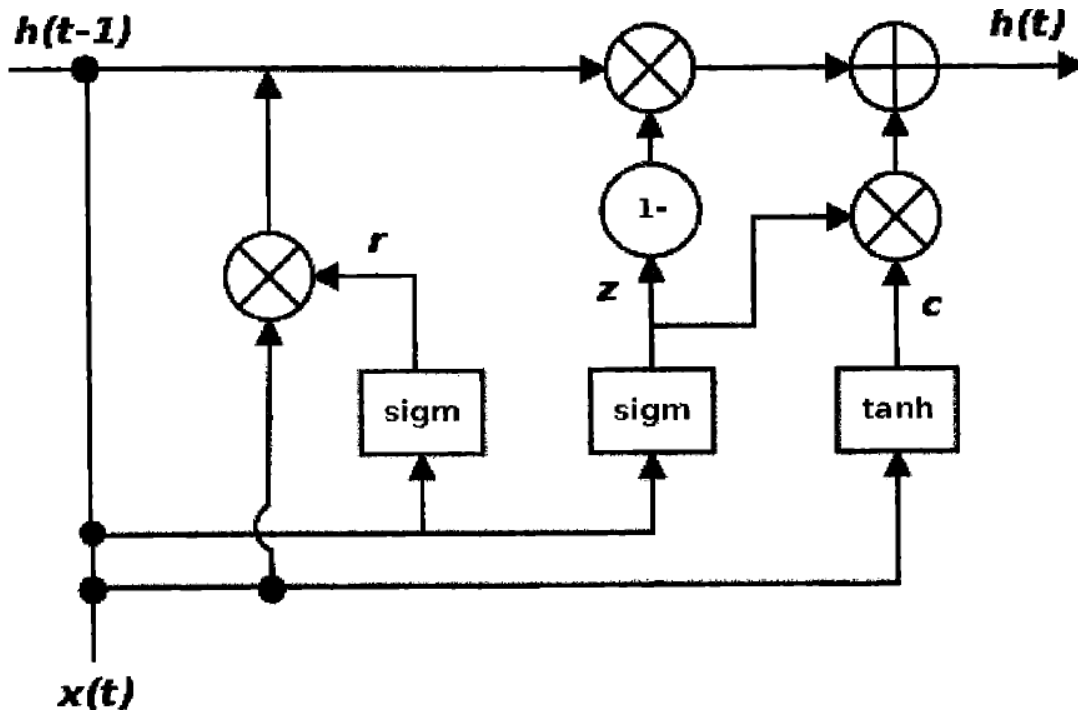 h(t-1)
h(t)
1-
r
z
c
sigm
sigm
tanh
x(t)